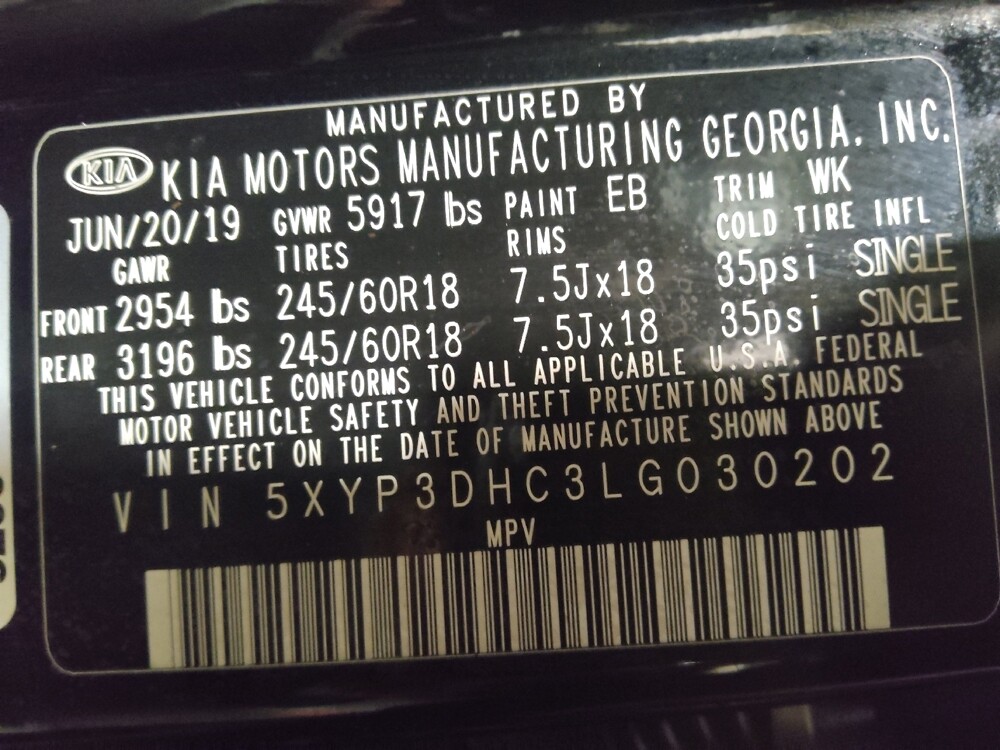 MANUFACTURED BY
KIA KIA MOTORS MANUFACTURING GEORGIA, INC.
JUN/20/19 GVWR 5917 lbs PAINT EB TRIM WK
GAWR TIRES RIMS COLD TIRE INFL
FRONT 2954 lbs 245/60R18 7.5Jx18 35psi SINGLE
REAR 3196 lbs 245/60R18 7.5Jx18 35psi SINGLE
THIS VEHICLE CONFORMS TO ALL APPLICABLE U.S.A. FEDERAL
MOTOR VEHICLE SAFETY AND THEFT PREVENTION STANDARDS
IN EFFECT ON THE DATE OF MANUFACTURE SHOWN ABOVE
VIN 5XYP3DHC3LG030202
MPV